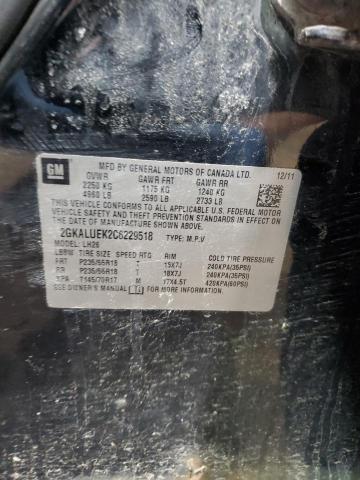 GM
MFD BY GENERAL MOTORS OF CANADA LTD.
GVWR GAWR FRT GAWR RR 12/11
2250 KG 1175 KG 1240 KG
4960 LB 2590 LB 2733 LB
THIS VEHICLE CONFORMS TO ALL APPLICABLE U.S. FEDERAL MOTOR
VEHICLE SAFETY AND THEFT PREVENTION STANDARDS IN EFFECT ON
THE DATE OF MANUFACTURE SHOWN ABOVE.
2GKALUEK2C6229518 TYPE: M.P.V
MODEL: LH26
TIRE SIZE SPEED RTG RIM COLD TIRE PRESSURE
FRT P235/55R18 T 18X7J 240KPA(35PSI)
RR P235/55R18 T 18X7J 240KPA(35PSI)
SPA T145/70R17 M 17X4.5T 420KPA(60PSI)
SEE OWNER'S MANUAL FOR MORE INFORMATION.